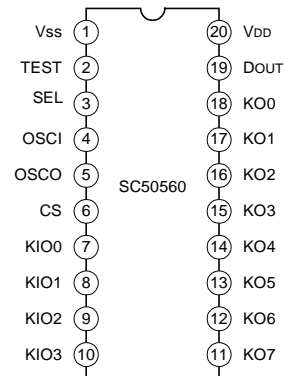 Vss 1 20 VDD
TEST 2 19 DOUT
SEL 3 18 KO0
OSCI 4 17 KO1
OSCO 5 16 KO2
SC50560
CS 6 15 KO3
KIO0 7 14 KO4
KIO1 8 13 KO5
KIO2 9 12 KO6
KIO3 10 11 KO7